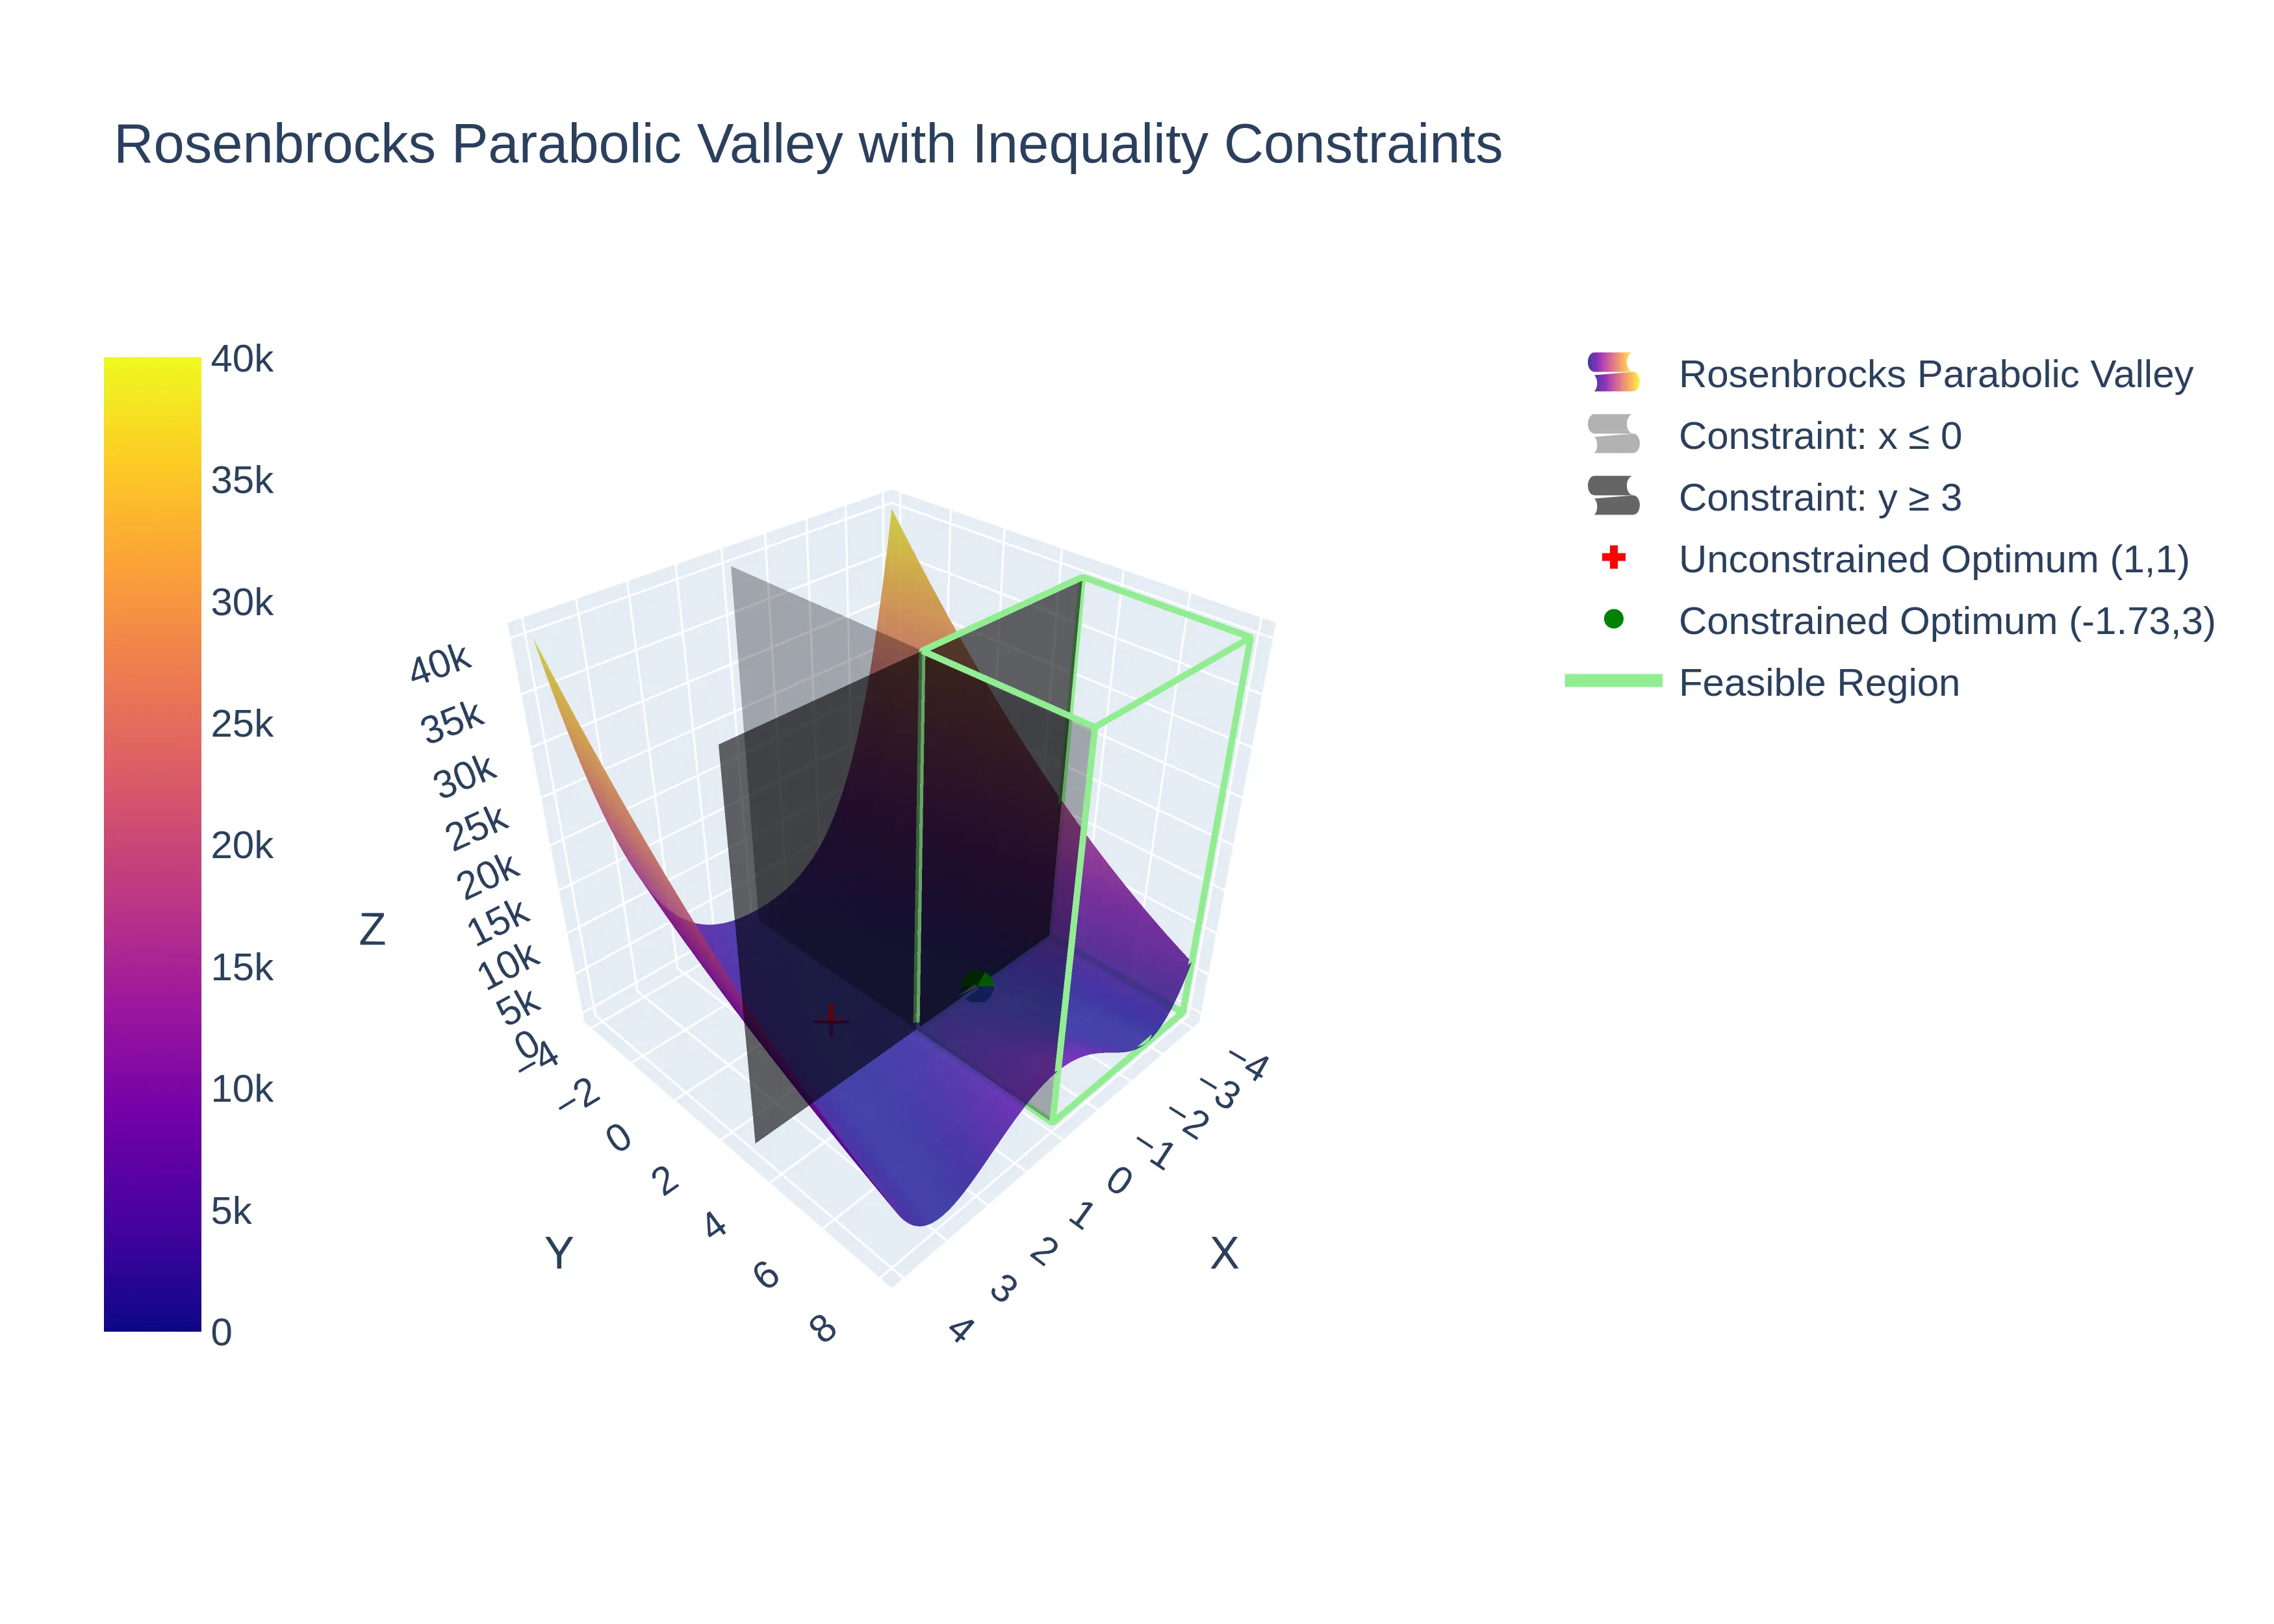 Rosenbrocks Parabolic Valley with Inequality Constraints
40k
35k
30k
25k
20k
15k
10k
5k
0
Rosenbrocks Parabolic Valley
Constraint: x ≤ 0
Constraint: y ≥ 3
Unconstrained Optimum (1,1)
Constrained Optimum (-1.73,3)
Feasible Region
Z
40k
35k
30k
25k
20k
15k
10k
5k
0
Y
−4
−2
0
2
4
6
8
X
−4
−3
−2
−1
0
1
2
3
4